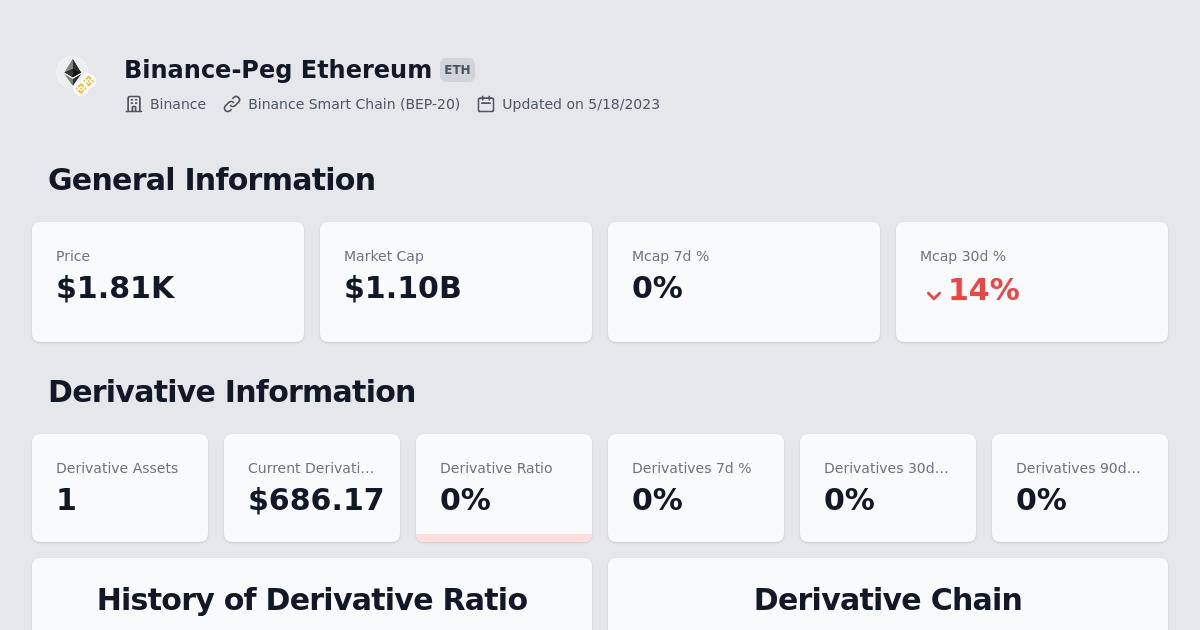 Binance-Peg Ethereum ETH
Binance Binance Smart Chain (BEP-20) Updated on 5/18/2023
General Information
Price Market Cap Mcap 7d % Mcap 30d %
$1.81K $1.10B 0% 14%
Derivative Information
Derivative Assets Current Derivati... Derivative Ratio Derivatives 7d % Derivatives 30d... Derivatives 90d...
1 $686.17 0% 0% 0% 0%
History of Derivative Ratio Derivative Chain